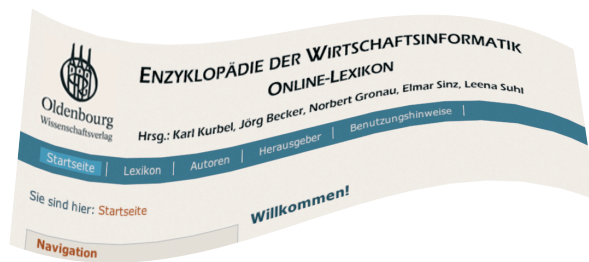 Oldenbourg
Wissenschaftsverlag
ENZYKLOPÄDIE DER WIRTSCHAFTSINFORMATIK
ONLINE-LEXIKON
Hrsg.: Karl Kurbel, Jörg Becker, Norbert Gronau, Elmar Sinz, Leena Suhl
Startseite | Lexikon | Autoren | Herausgeber | Benutzungshinweise |
Sie sind hier: Startseite
Willkommen!
Navigation